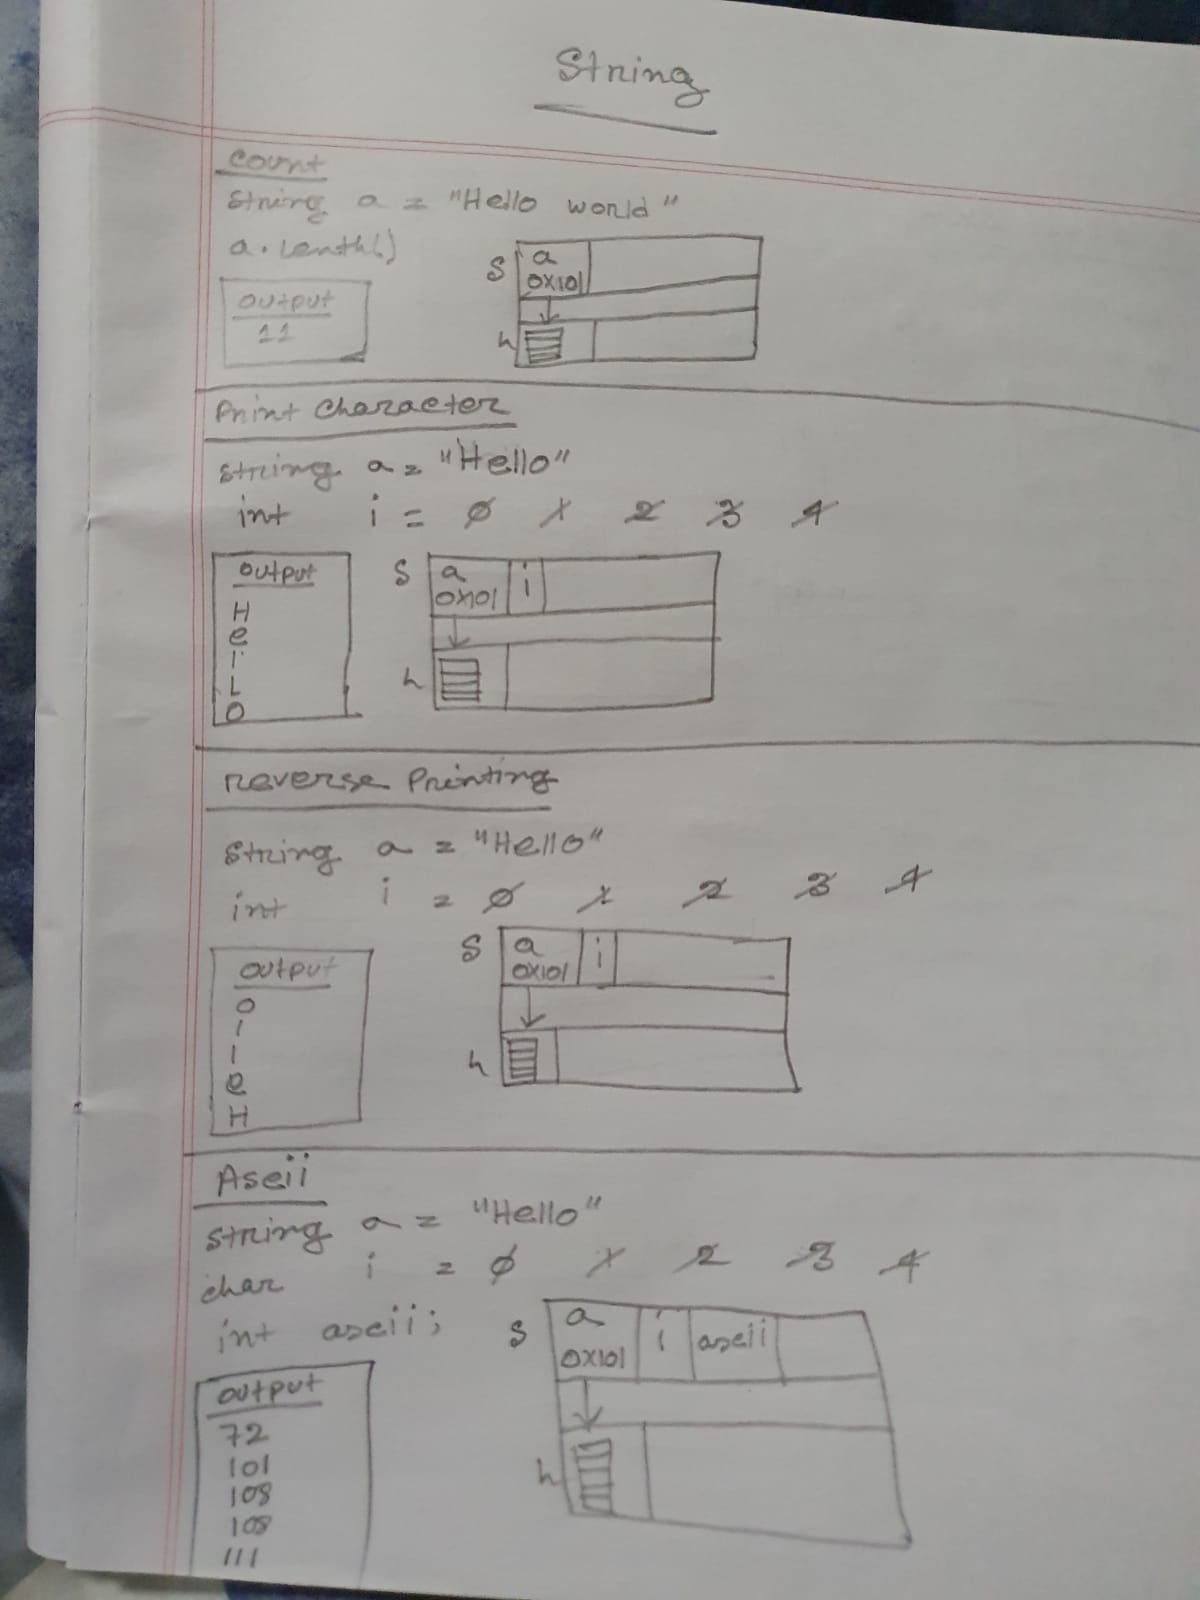 String
count
String a = "Hello world"
a. Lenth()
output
11
S
a
0x101
h
Print Character
string a = "Hello"
int i = 0 1 2 3 4
output
H
e
l
L
O
S
a
0x101
i
h
reverse Printing
String a = "Hello"
int i = 0 1 2 3 4
output
o
l
l
e
H
S
a
0x101
i
h
Ascii
string a = "Hello"
char i = 0 1 2 3 4
int ascii;
output
72
101
108
108
111
S
a
0x101
i
ascii
h